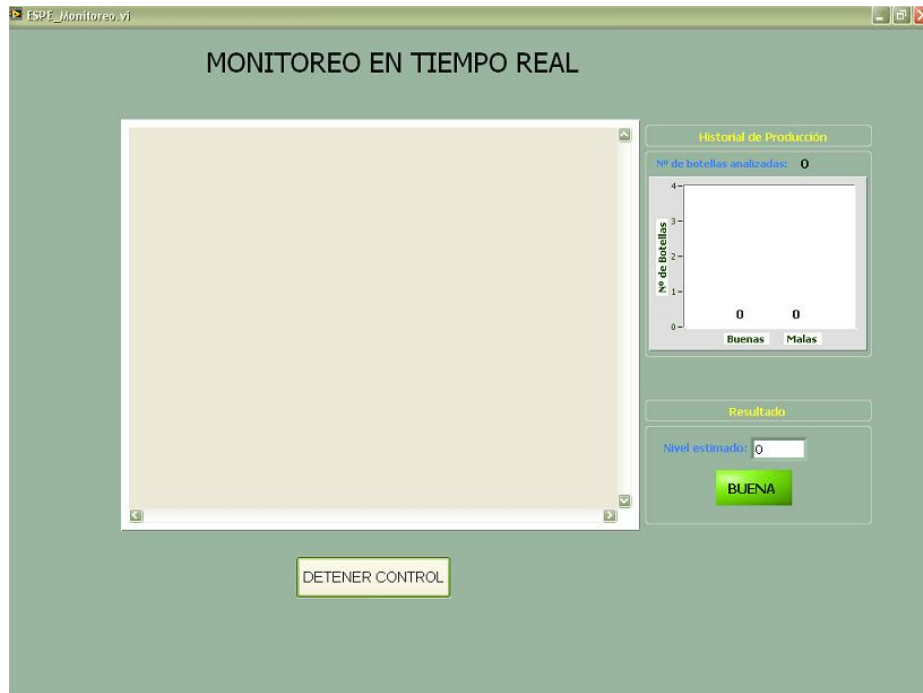 ESPE_Monitoreo.vi
MONITOREO EN TIEMPO REAL
Historial de Producción
Nº de botellas analizadas: 0
4
3
2
1
0
Nº de Botellas
0 0
Buenas Malas
Resultado
Nivel estimado: 0
BUENA
DETENER CONTROL